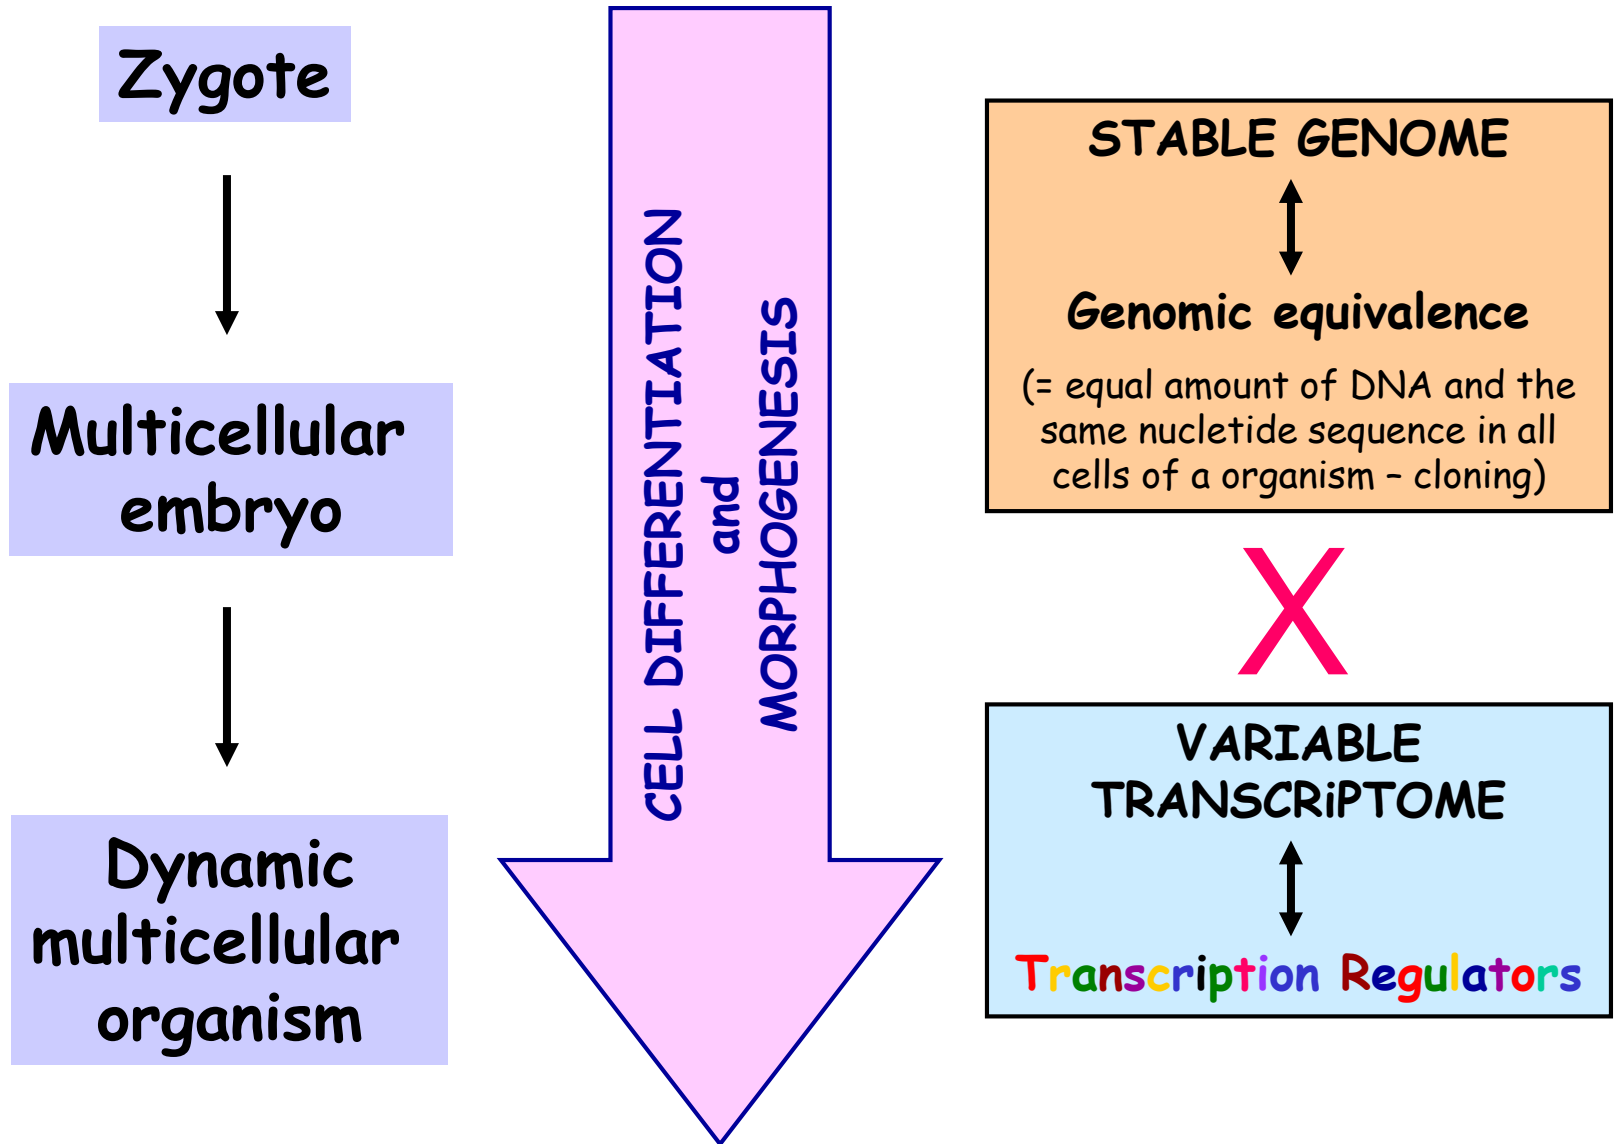 Zygote
Multicellular
embryo
Dynamic
multicellular
organism
CELL DIFFERENTIATION
and
MORPHOGENESIS
STABLE GENOME
Genomic equivalence
(= equal amount of DNA and the
same nucletide sequence in all
cells of a organism – cloning)
X
VARIABLE
TRANSCRiPTOME
Transcription Regulators